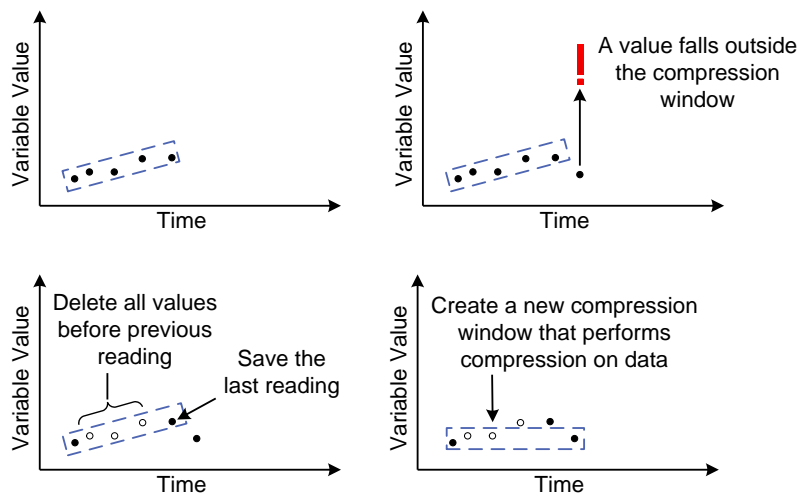 Variable Value
Time
!
A value falls outside
the compression
window
Variable Value
Time
Delete all values
before previous
reading
Save the
last reading
Variable Value
Time
Create a new compression
window that performs
compression on data
Variable Value
Time